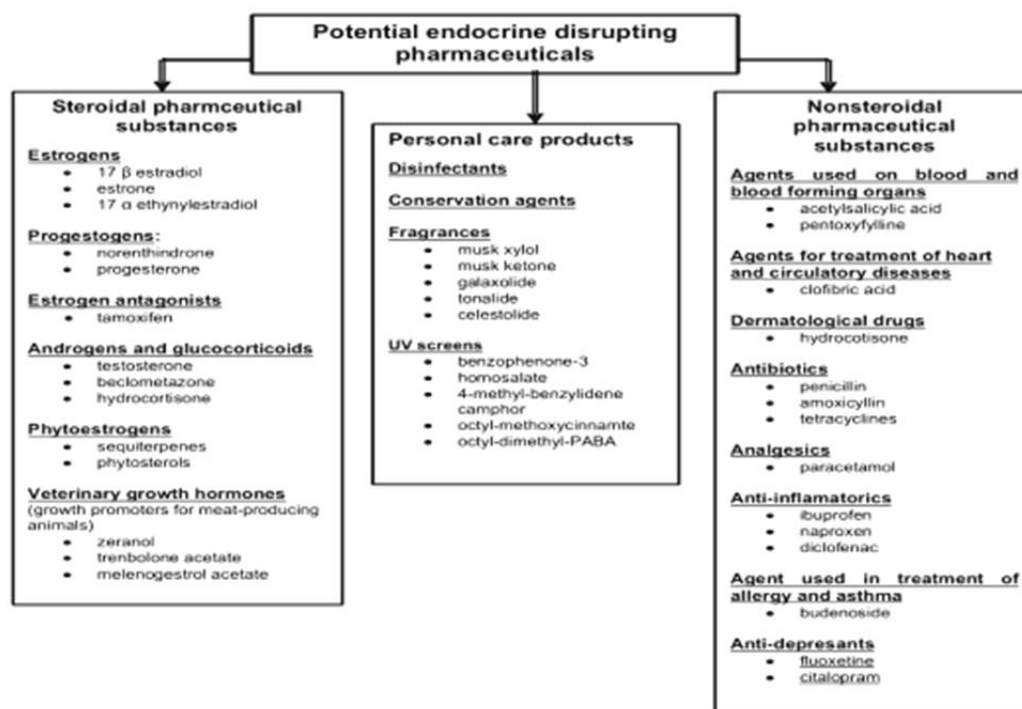 Potential endocrine disrupting
pharmaceuticals
Steroidal pharmceutical
substances
Estrogens
17 β estradiol
estrone
17 α ethynylestradiol
Progestogens:
norenthindrone
progesterone
Estrogen antagonists
tamoxifen
Androgens and glucocorticoids
testosterone
beclometazone
hydrocortisone
Phytoestrogens
sequiterpenes
phytosterols
Veterinary growth hormones
(growth promoters for meat-producing
animals)
zeranol
trenbolone acetate
melenogestrol acetate
Personal care products
Disinfectants
Conservation agents
Fragrances
musk xylol
musk ketone
galaxolide
tonalide
celestolide
UV screens
benzophenone-3
homosalate
4-methyl-benzylidene
camphor
octyl-methoxycinnamte
octyl-dimethyl-PABA
Nonsteroidal
pharmaceutical
substances
Agents used on blood and
blood forming organs
acetylsalicylic acid
pentoxyfylline
Agents for treatment of heart
and circulatory diseases
clofibric acid
Dermatological drugs
hydrocotisone
Antibiotics
penicillin
amoxicyllin
tetracyclines
Analgesics
paracetamol
Anti-inflamatorics
ibuprofen
naproxen
diclofenac
Agent used in treatment of
allergy and asthma
budenoside
Anti-depresants
fluoxetine
citalopram